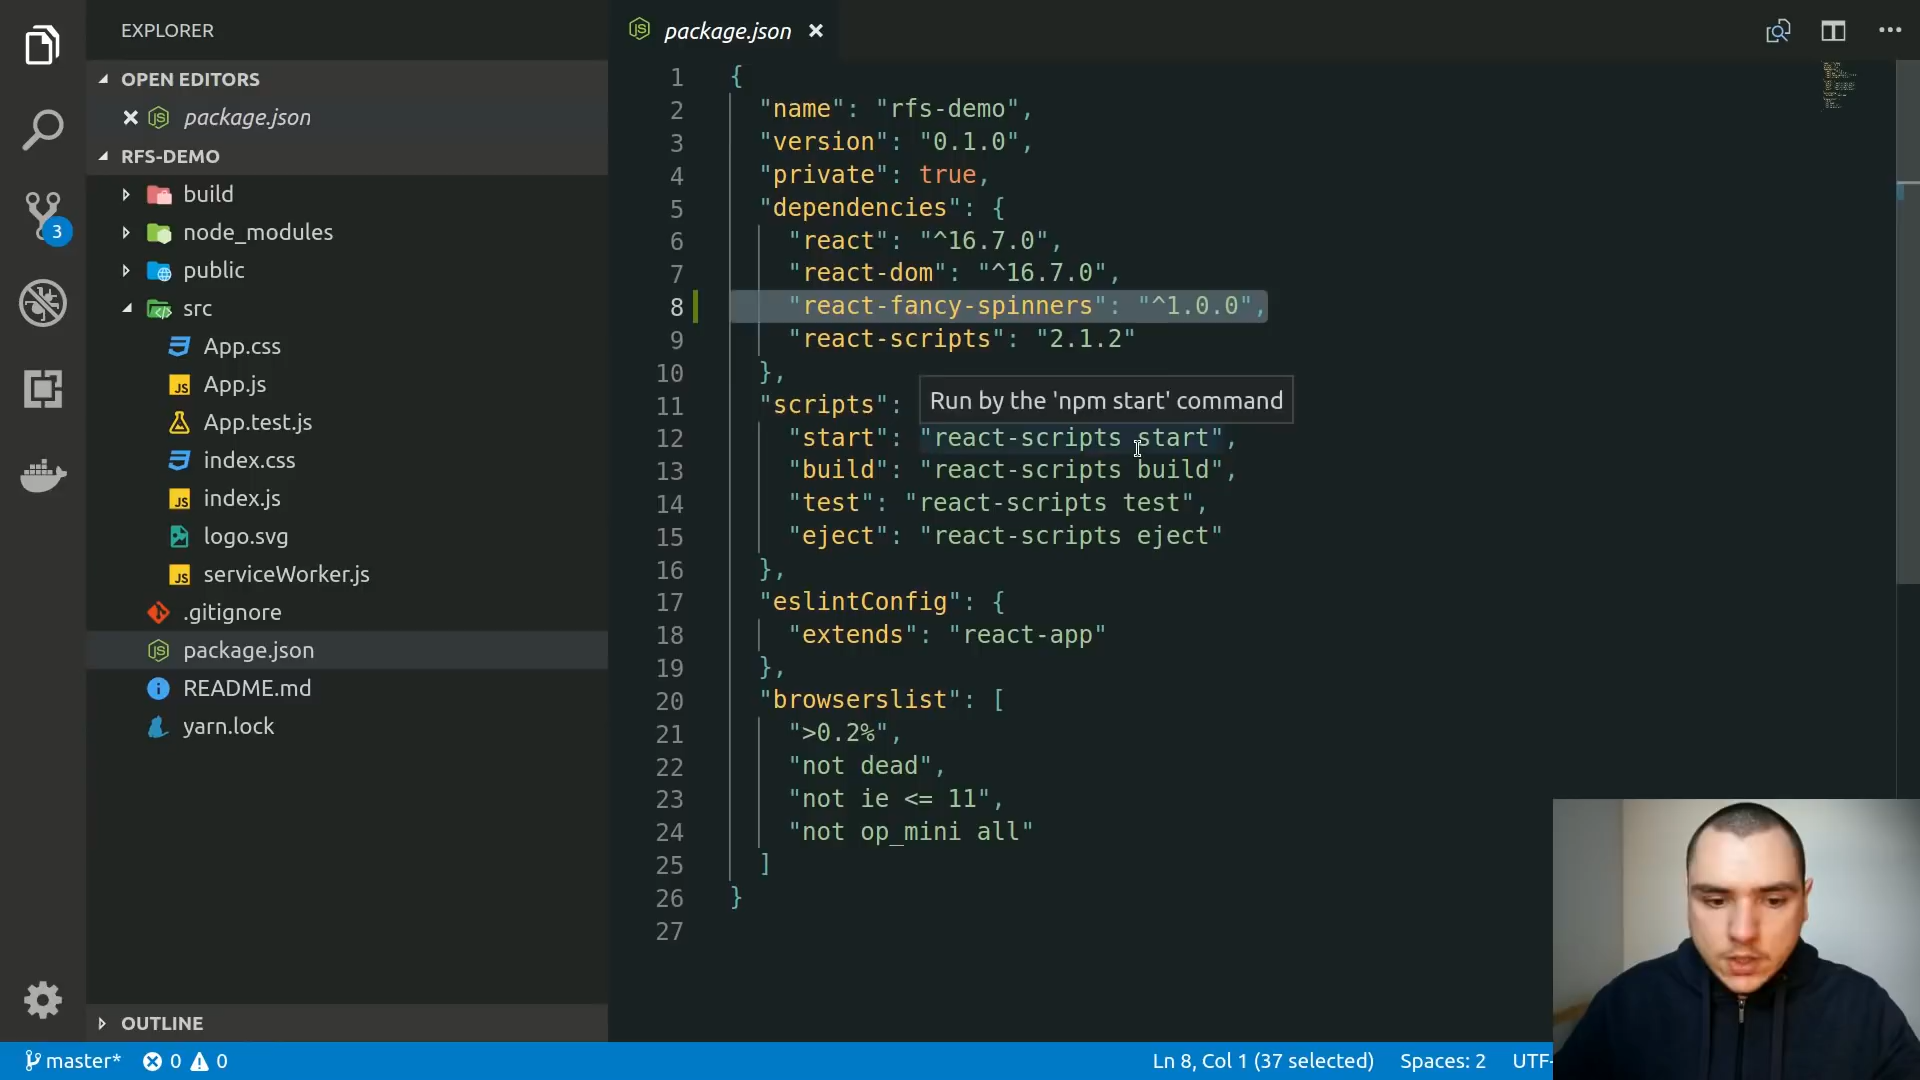 EXPLORER
OPEN EDITORS
package.json
RFS-DEMO
build
node_modules
public
src
App.css
App.js
App.test.js
index.css
index.js
logo.svg
serviceWorker.js
.gitignore
package.json
README.md
yarn.lock
OUTLINE
3
package.json
1 {
2 "name": "rfs-demo",
3 "version": "0.1.0",
4 "private": true,
5 "dependencies": {
6 "react": "^16.7.0",
7 "react-dom": "^16.7.0",
8 "react-fancy-spinners": "^1.0.0",
9 "react-scripts": "2.1.2"
10 },
11 "scripts":
Run by the 'npm start' command
12 "start": "react-scripts start",
13 "build": "react-scripts build",
14 "test": "react-scripts test",
15 "eject": "react-scripts eject"
16 },
17 "eslintConfig": {
18 "extends": "react-app"
19 },
20 "browserslist": [
21 ">0.2%",
22 "not dead",
23 "not ie <= 11",
24 "not op_mini all"
25 ]
26 }
27
master* 0 0 Ln 8, Col 1 (37 selected) Spaces: 2 UTF-